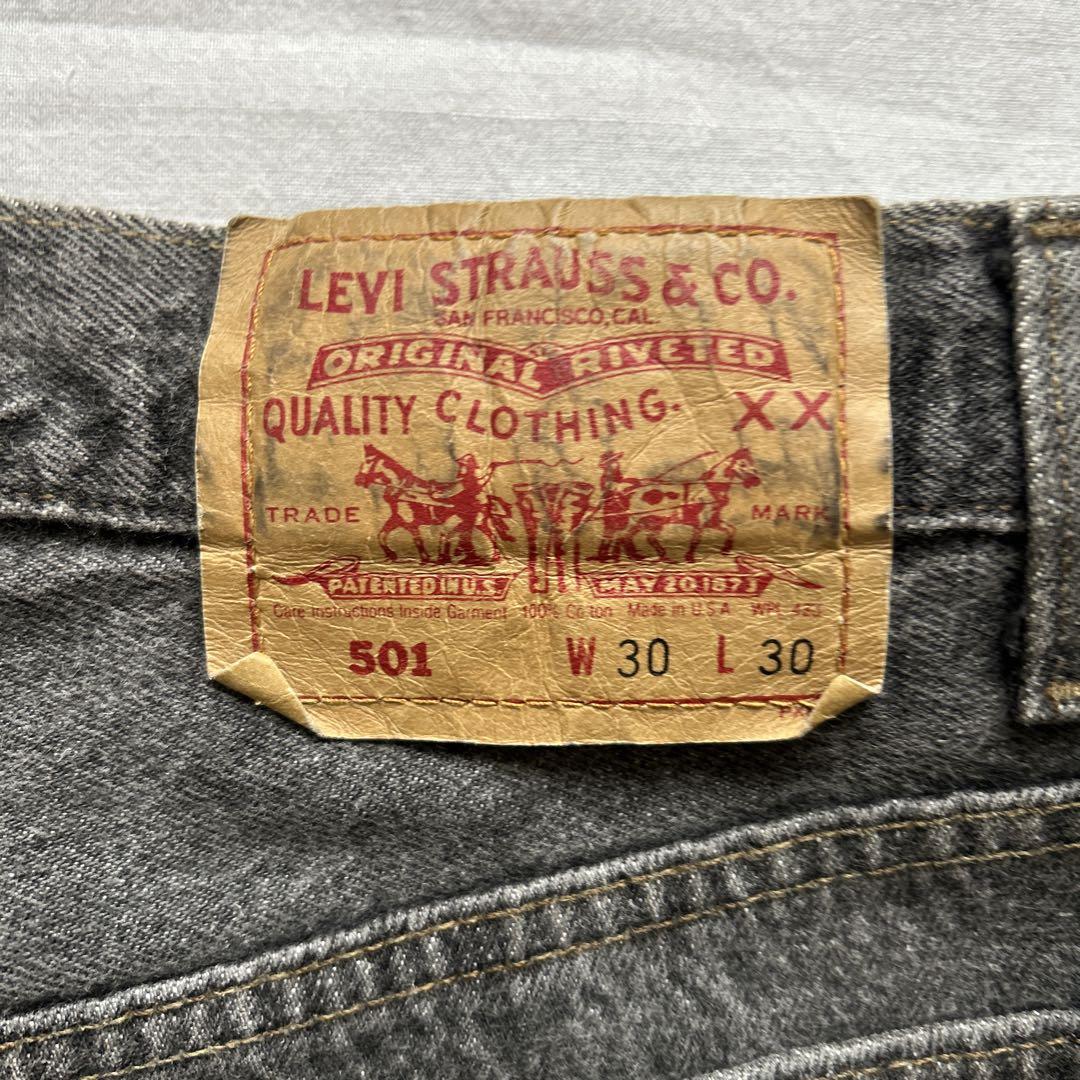 LEVI STRAUSS & CO.
SAN FRANCISCO, CAL.
ORIGINAL RIVETED
QUALITY CLOTHING. XX
TRADE MARK
PATENTED IN U.S. MAY 20 1873
Care Instructions Inside Garment 100% Cotton Made in U.S.A. WPL 423
501 W 30 L 30